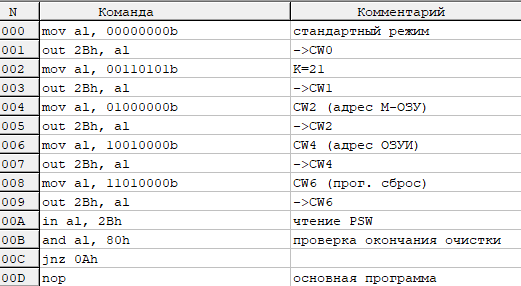 N Команда Комментарий
000 mov al, 00000000b стандартный режим
001 out 2Bh, al ->CW0
002 mov al, 00110101b K=21
003 out 2Bh, al ->CW1
004 mov al, 01000000b CW2 (адрес М-ОЗУ)
005 out 2Bh, al ->CW2
006 mov al, 10010000b CW4 (адрес ОЗУИ)
007 out 2Bh, al ->CW4
008 mov al, 11010000b CW6 (прог. сброс)
009 out 2Bh, al ->CW6
00A in al, 2Bh чтение PSW
00B and al, 80h проверка окончания очистки
00C jnz 0Ah
00D nop основная программа